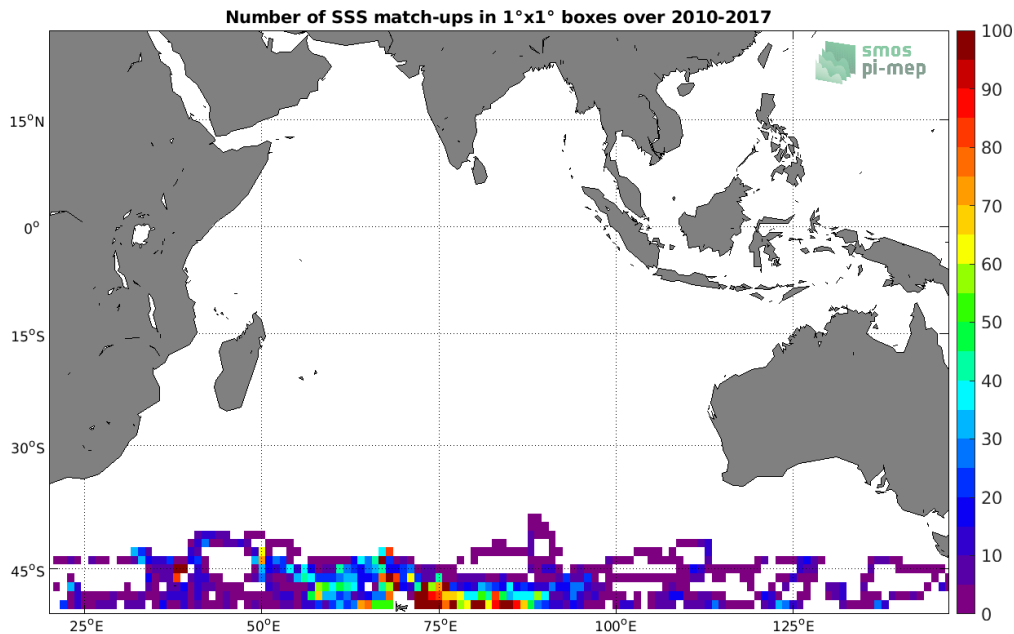 Number of SSS match-ups in 1°x1° boxes over 2010-2017
smos
pi-mep
15°N
0°
15°S
30°S
45°S
25°E
50°E
75°E
100°E
125°E
100
90
80
70
60
50
40
30
20
10
0